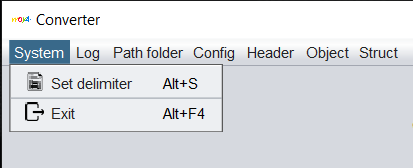 Converter
System Log Path folder Config Header Object Struct
Set delimiter Alt+S
Exit Alt+F4